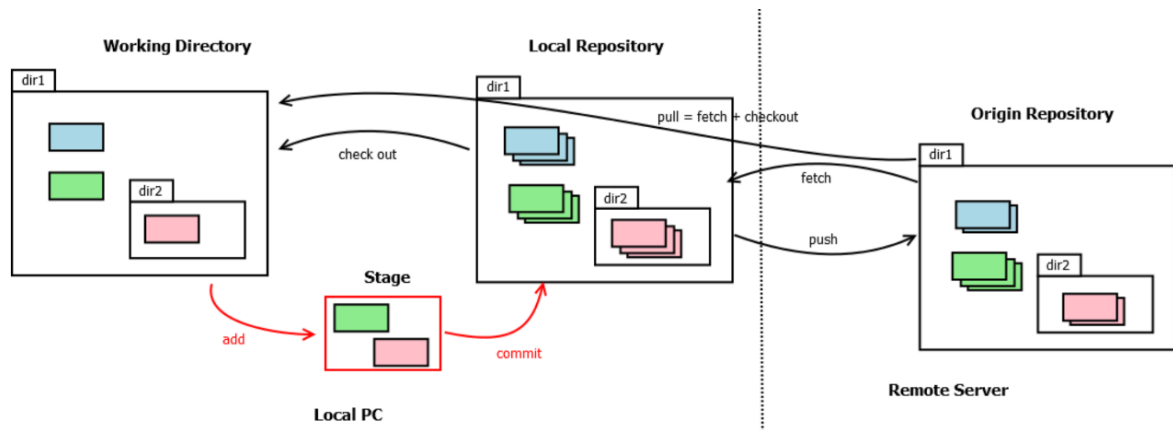 Working Directory
Local Repository
Origin Repository
dir1
dir1
dir1
pull = fetch + checkout
check out
fetch
dir2
dir2
dir2
push
Stage
add
commit
Local PC
Remote Server